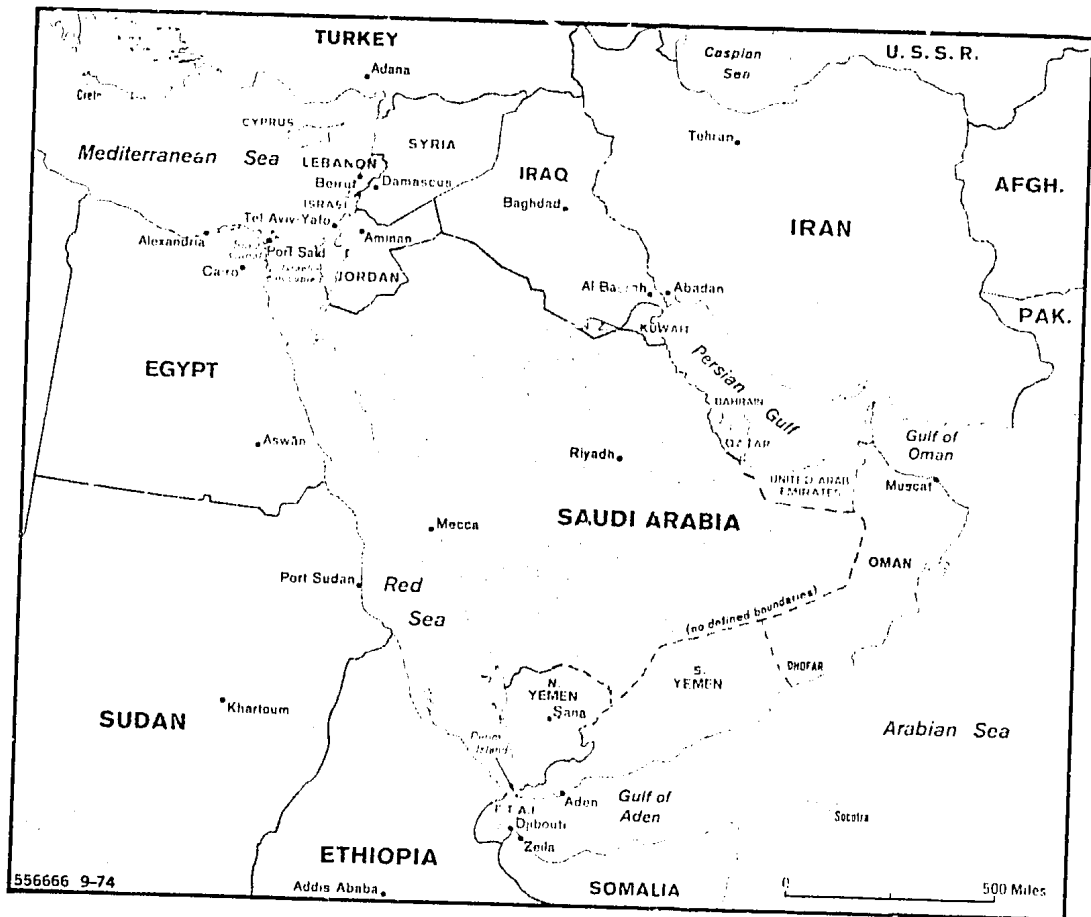 TURKEY
Adana
Caspian
Sea
U.S.S.R.
CYPRUS
SYRIA
Tehran
Mediterranean Sea
LEBANON
Beirut
Damascus
IRAQ
Baghdad
AFGH.
IRAN
Tel Aviv-Yafo
Alexandria
Amman
Port Said
Cairo
JORDAN
Abadan
KUWAIT
PAK.
Persian Gulf
EGYPT
BAHRAIN
QATAR
Aswân
Riyadh
Gulf of
Oman
UNITED ARAB
EMIRATES
Muscat
Mecca
SAUDI ARABIA
OMAN
Port Sudan
Red
Sea
(no defined boundaries)
DHOFAR
S.
YEMEN
N.
YEMEN
Sana
SUDAN
Khartoum
Island
Arabian Sea
Aden
Gulf of
Aden
Djibouti
Zeila
Socotra
ETHIOPIA
Addis Ababa
SOMALIA
556666 9-74
0
500 Miles